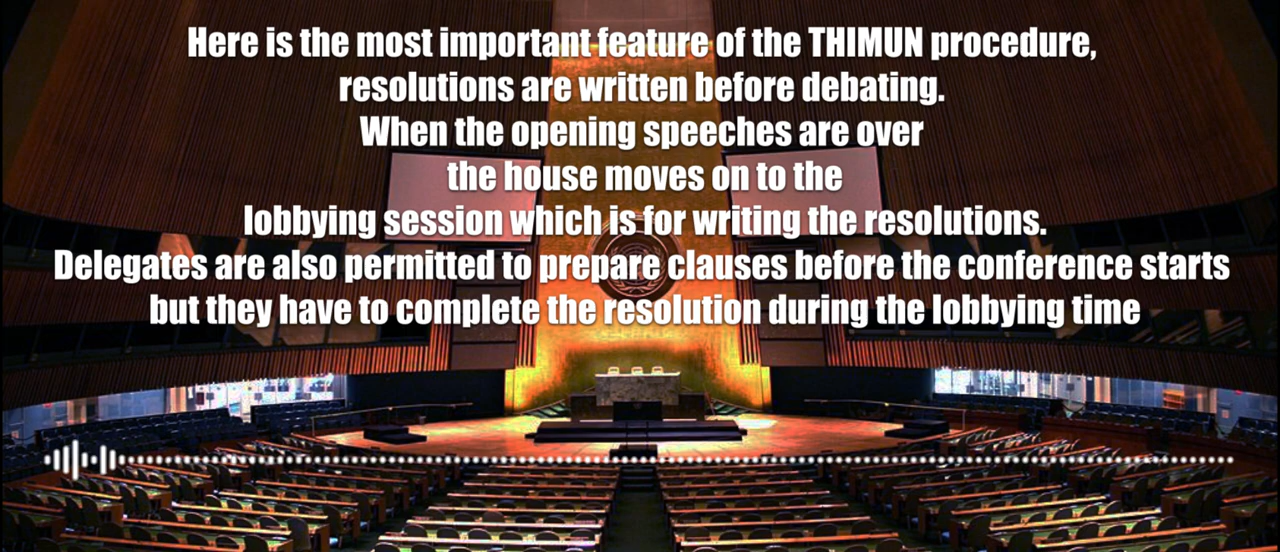 Here is the most important feature of the THIMUN procedure,
resolutions are written before debating.
When the opening speeches are over
the house moves on to the
lobbying session which is for writing the resolutions.
Delegates are also permitted to prepare clauses before the conference starts
but they have to complete the resolution during the lobbying time